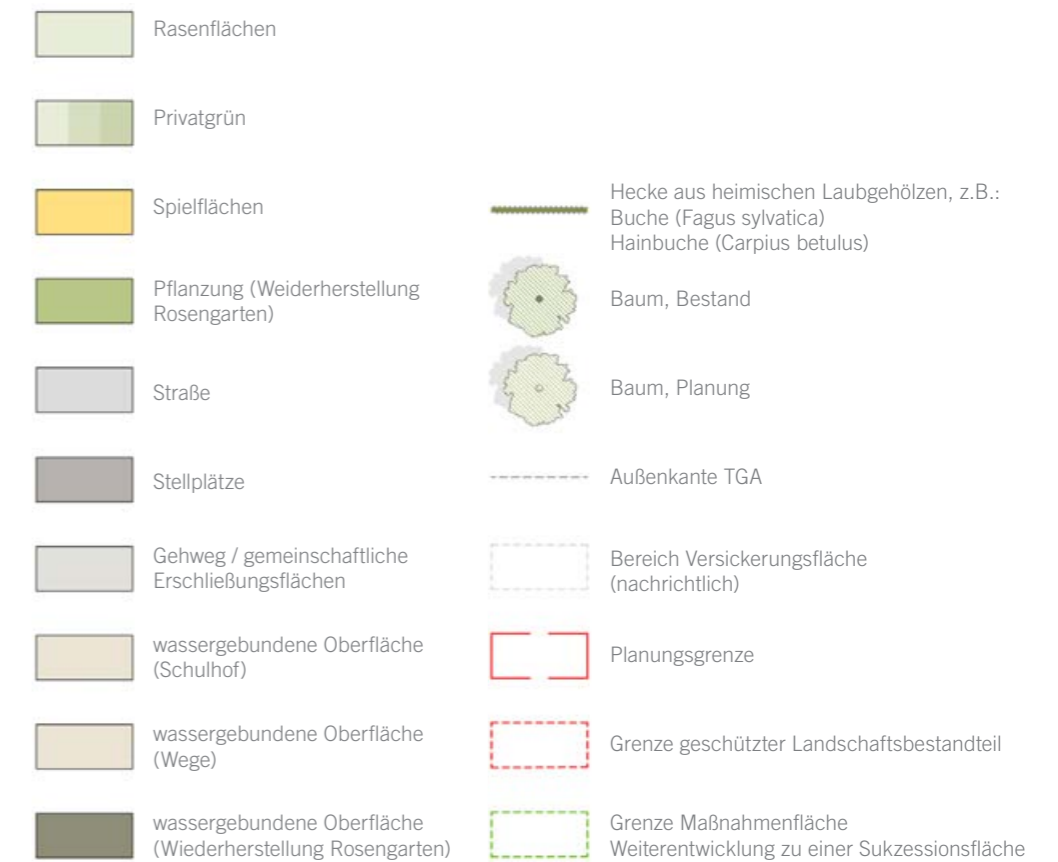 Rasenflächen
Privatgrün
Spielflächen
Pflanzung (Weiderherstellung
Rosengarten)
Straße
Stellplätze
Gehweg / gemeinschaftliche
Erschließungsflächen
wassergebundene Oberfläche
(Schulhof)
wassergebundene Oberfläche
(Wege)
wassergebundene Oberfläche
(Wiederherstellung Rosengarten)
Hecke aus heimischen Laubgehölzen, z.B.:
Buche (Fagus sylvatica)
Hainbuche (Carpius betulus)
Baum, Bestand
Baum, Planung
Außenkante TGA
Bereich Versickerungsfläche
(nachrichtlich)
Planungsgrenze
Grenze geschützter Landschaftsbestandteil
Grenze Maßnahmenfläche
Weiterentwicklung zu einer Sukzessionsfläche